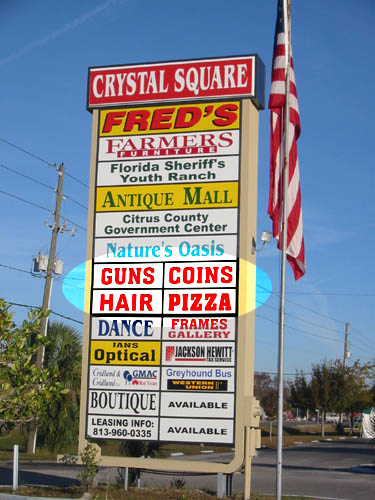 CRYSTAL SQUARE
FRED'S
FARMERS
FURNITURE
Florida Sheriff's
Youth Ranch
ANTIQUE MALL
Citrus County
Government Center
Nature's Oasis
GUNS COINS
HAIR PIZZA
DANCE FRAMES
GALLERY
IANS
Optical
JACKSON HEWITT
TAX SERVICE
Gridland &
Gridland
GMAC
Real Estate
Greyhound Bus
WESTERN UNION
BOUTIQUE AVAILABLE
LEASING INFO:
813-960-0335
AVAILABLE